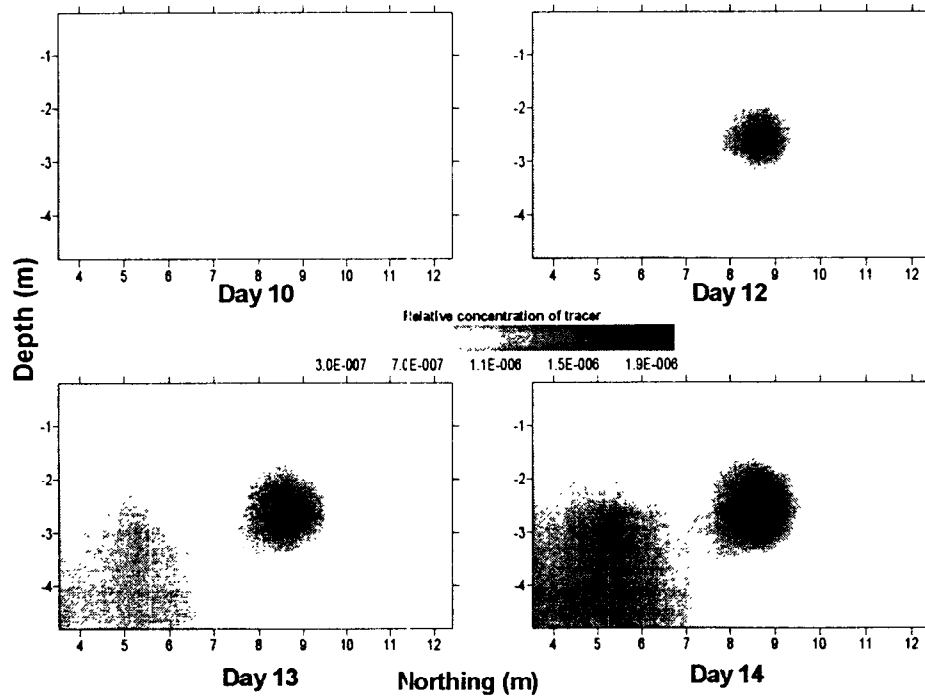 -1
-2
-3
-4
4 5 6 7 8 9 10 11 12
Day 10
-1
-2
-3
-4
4 5 6 7 8 9 10 11 12
Day 12
Depth (m)
Relative concentration of tracer
3.0E-007 7.0E-007 1.1E-006 1.5E-006 1.9E-006
-1
-2
-3
-4
4 5 6 7 8 9 10 11 12
Day 13
-1
-2
-3
-4
4 5 6 7 8 9 10 11 12
Day 14
Northing (m)